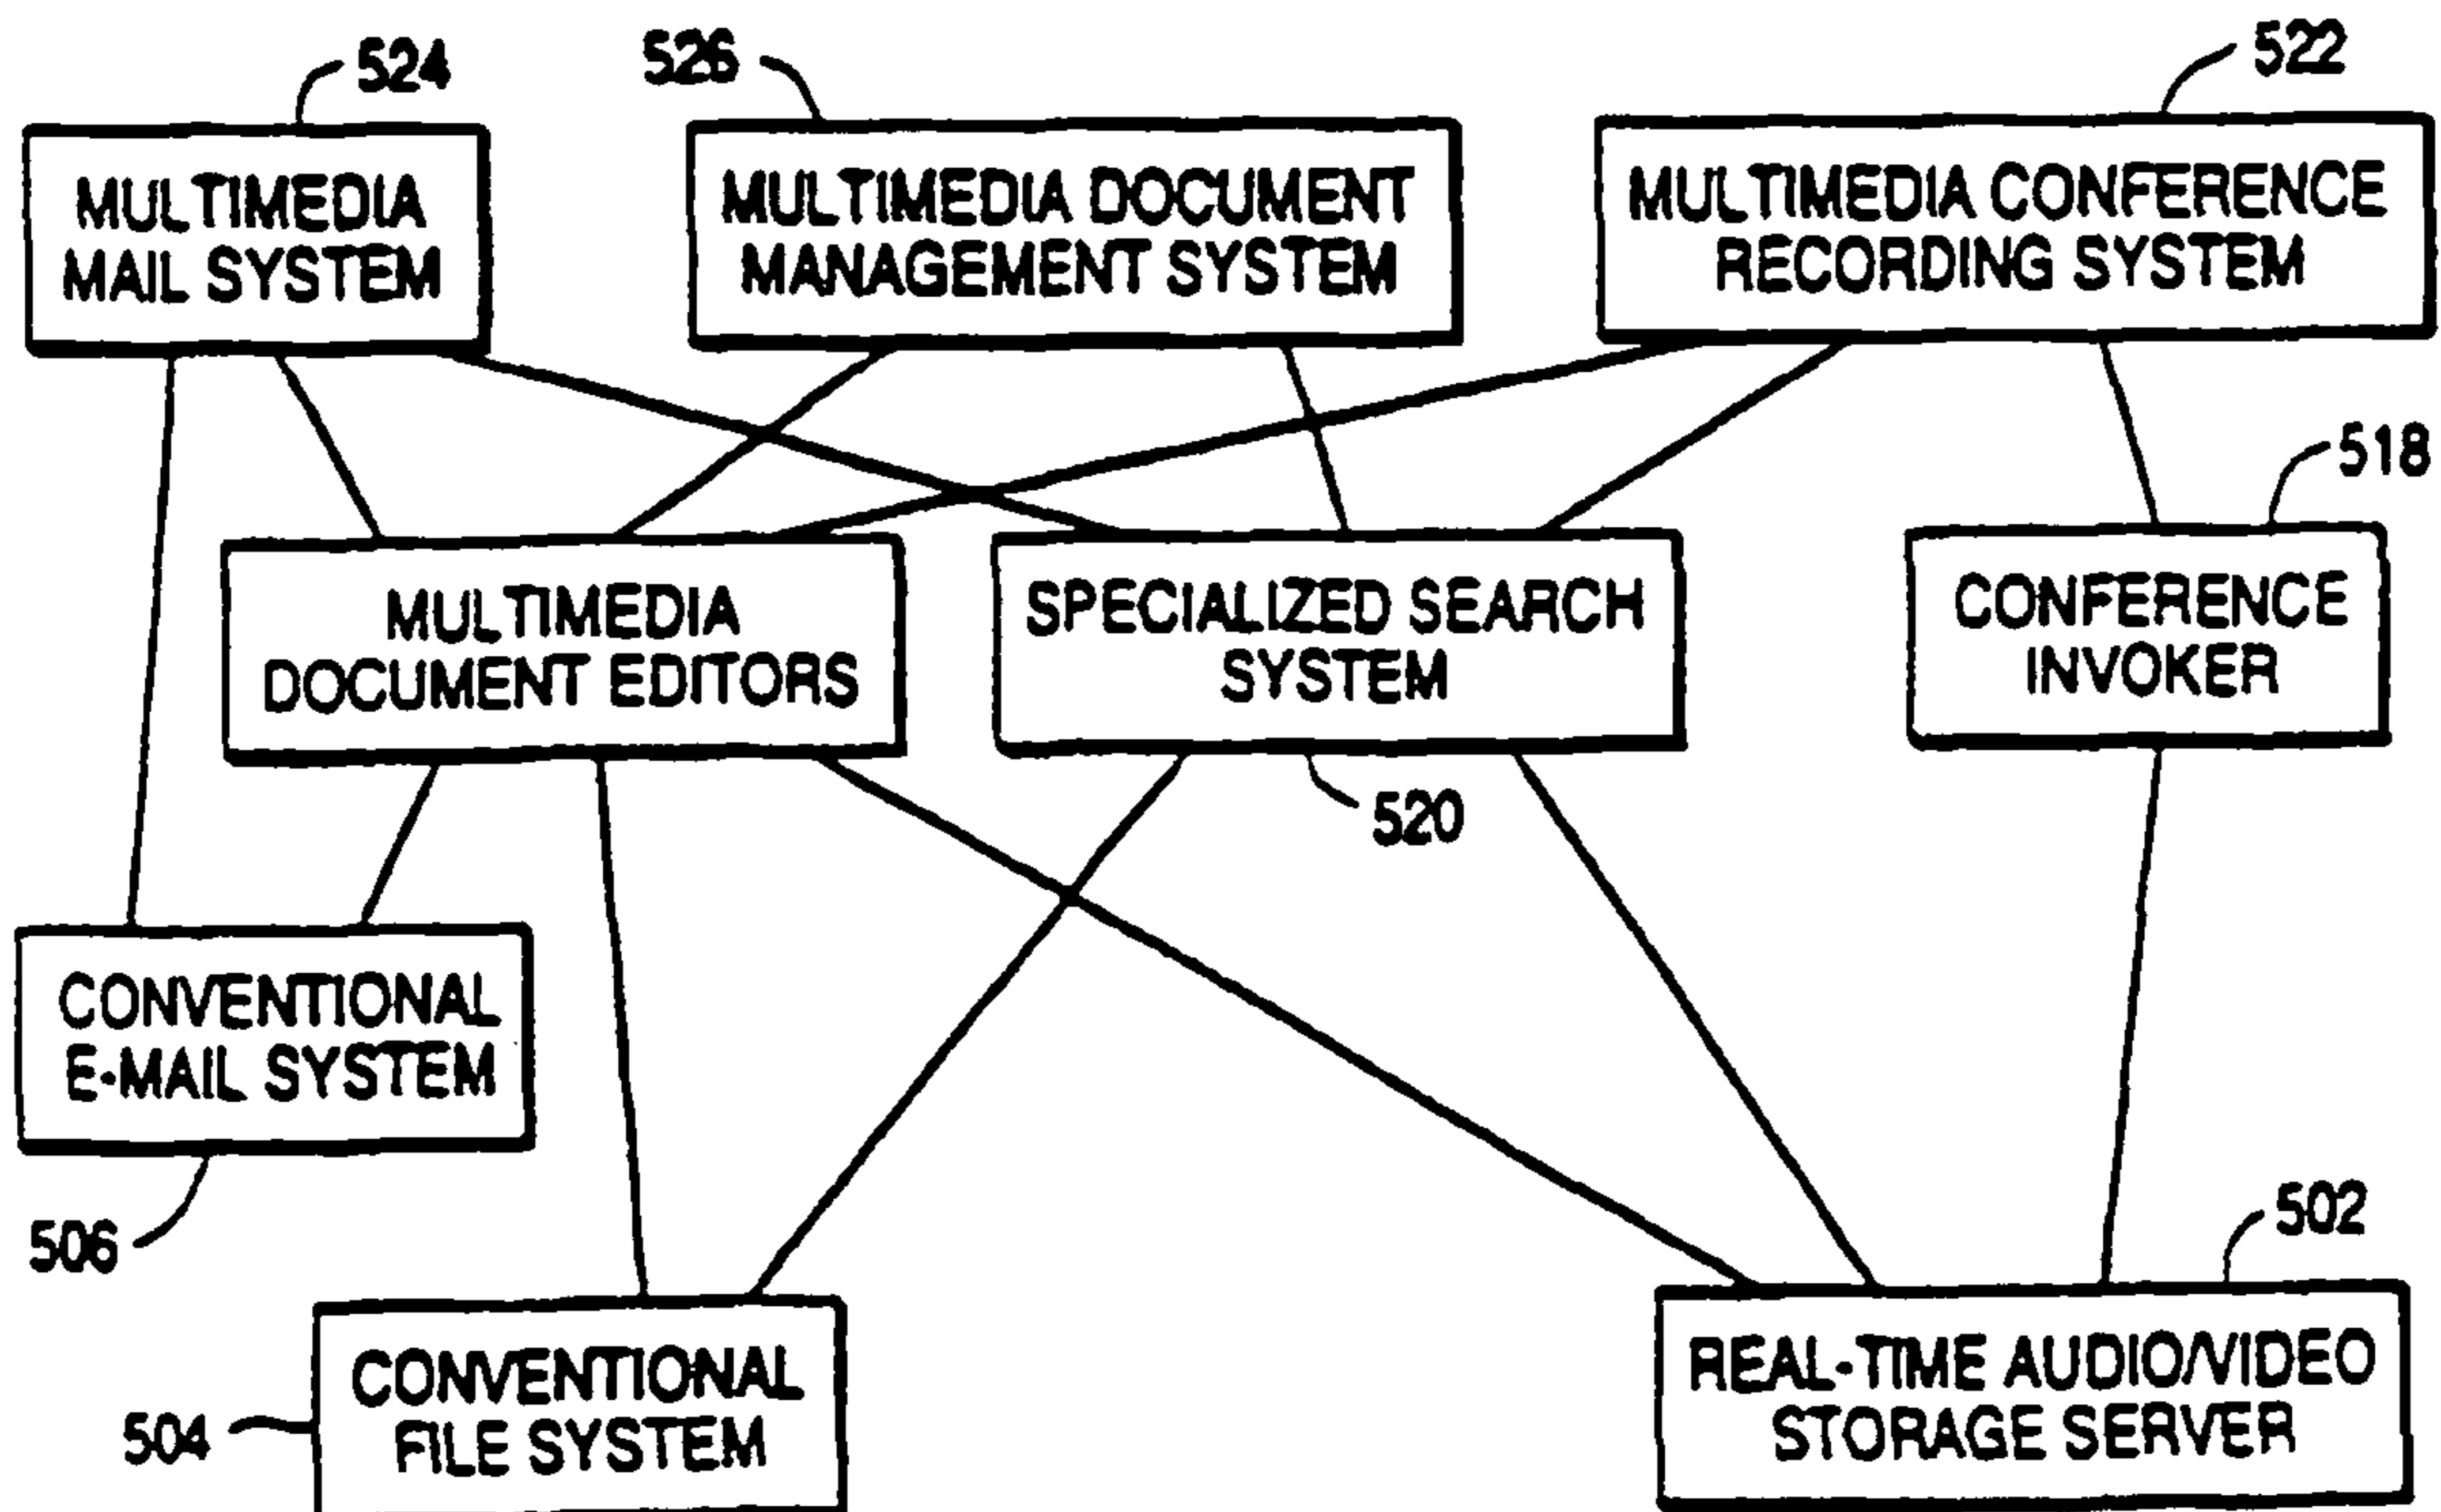 524
526
522
MULTIMEDIA
MAIL SYSTEM
MULTIMEDIA DOCUMENT
MANAGEMENT SYSTEM
MULTIMEDIA CONFERENCE
RECORDING SYSTEM
518
MULTIMEDIA
DOCUMENT EDITORS
SPECIALIZED SEARCH
SYSTEM
CONFERENCE
INVOKER
520
CONVENTIONAL
E-MAIL SYSTEM
506
502
CONVENTIONAL
FILE SYSTEM
504
REAL-TIME AUDIO/VIDEO
STORAGE SERVER